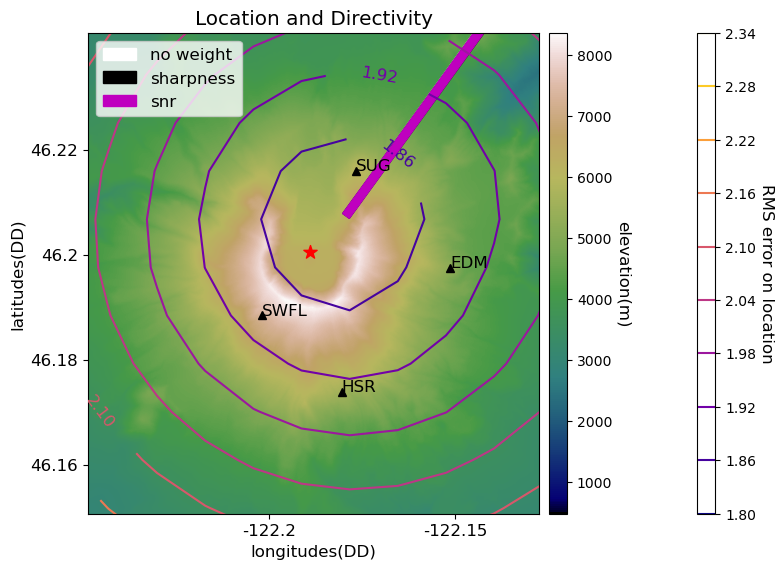 Location and Directivity
no weight
sharpness
snr
1.92
1.86
2.10
SUG
EDM
SWFL
HSR
46.22
46.2
46.18
46.16
latitudes(DD)
-122.2
-122.15
longitudes(DD)
8000
7000
6000
5000
4000
3000
2000
1000
elevation(m)
2.34
2.28
2.22
2.16
2.10
2.04
1.98
1.92
1.86
1.80
RMS error on location